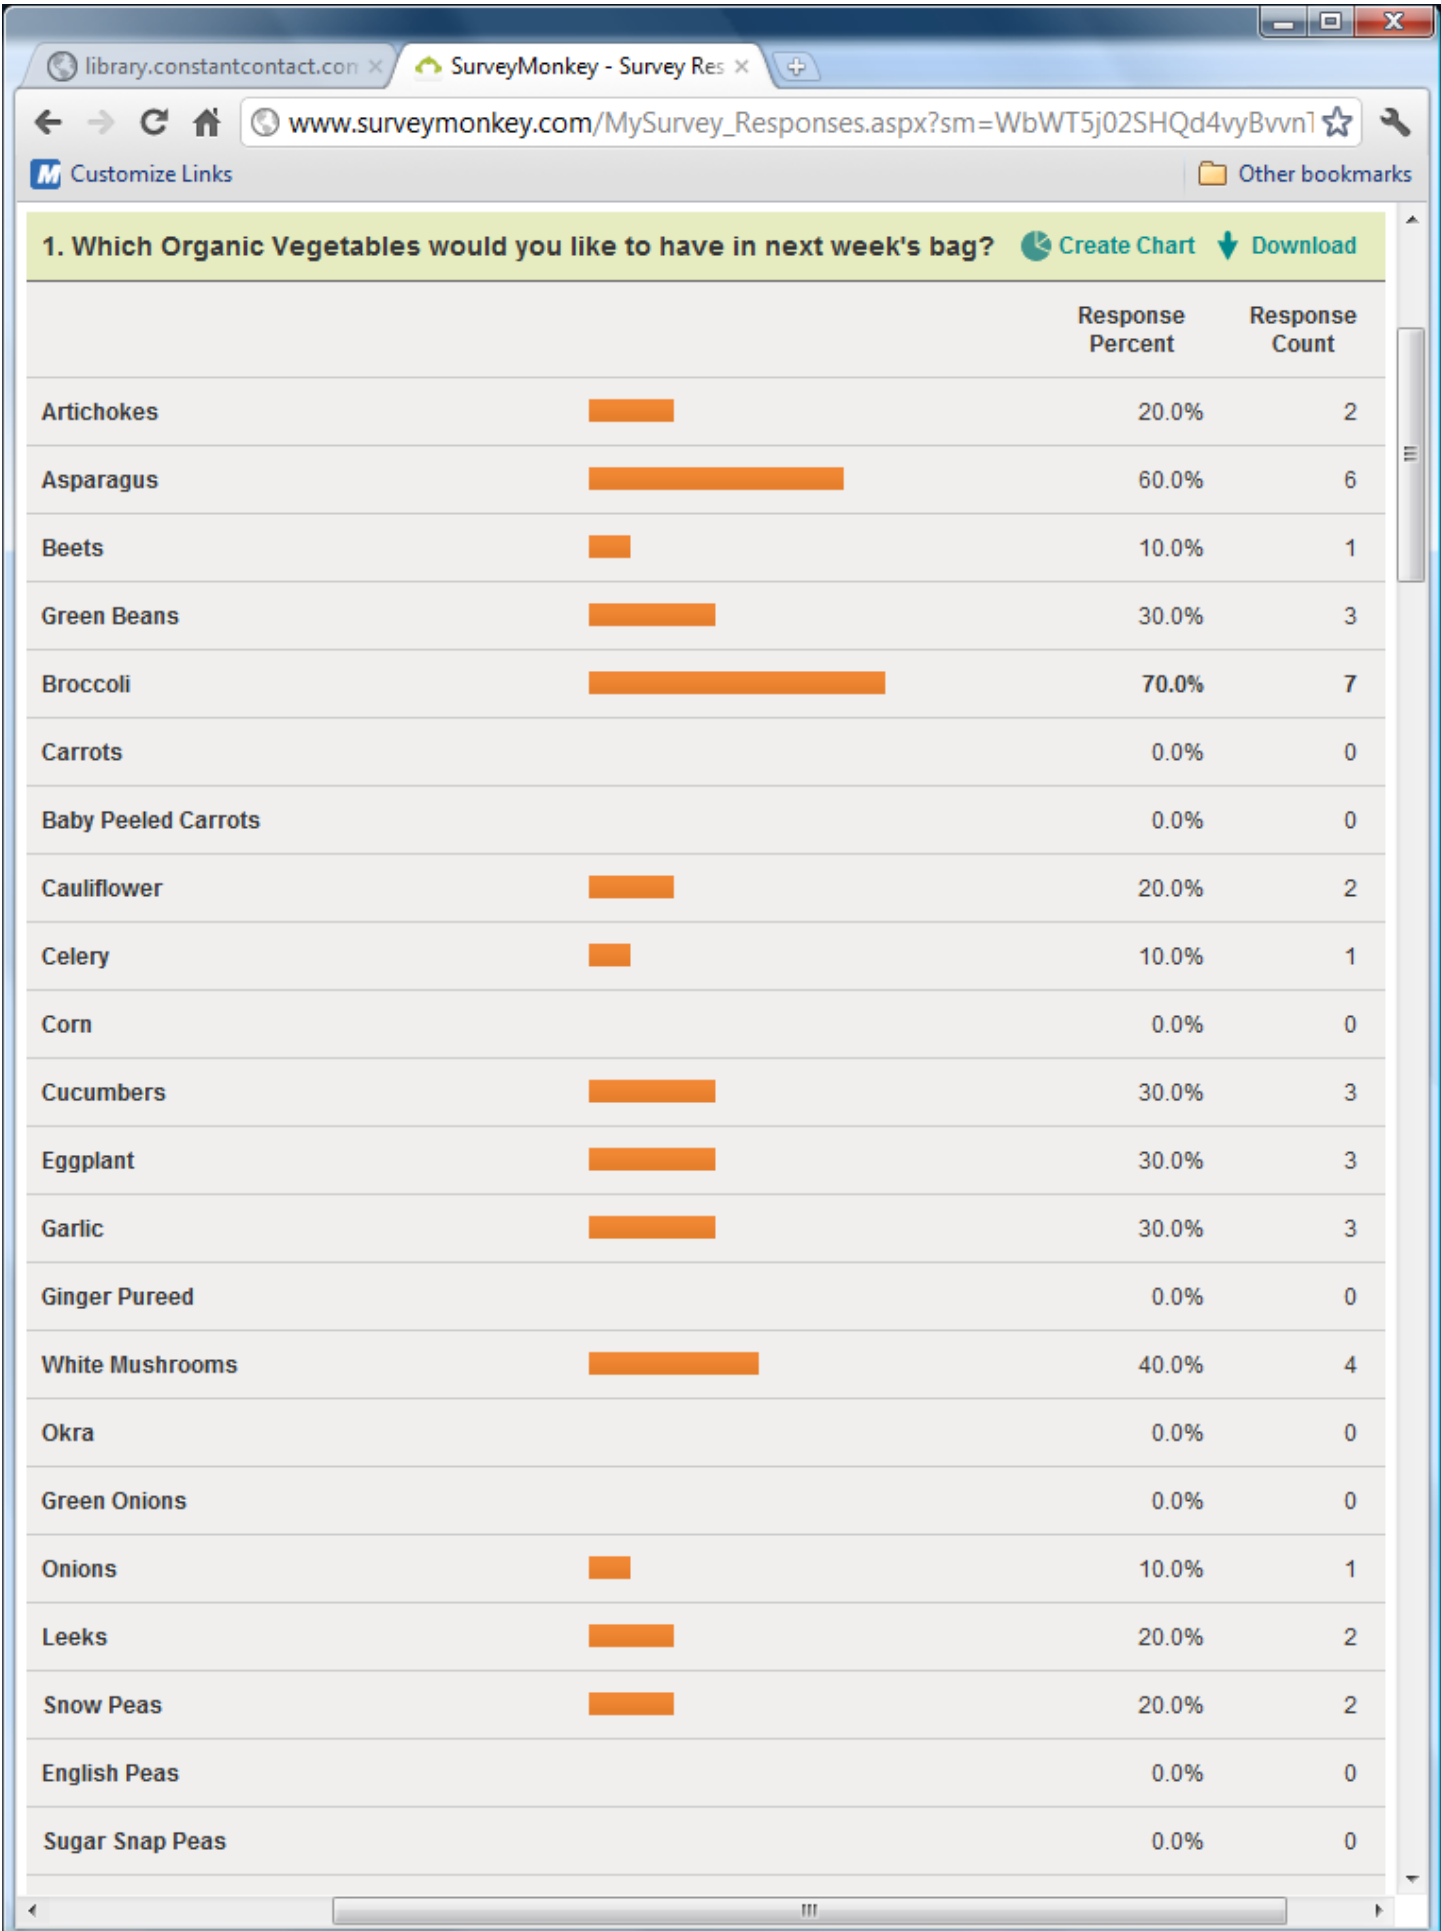 library.constantcontact.con
SurveyMonkey - Survey Res
www.surveymonkey.com/MySurvey_Responses.aspx?sm=WbWT5j02SHQd4vyBvvn
Customize Links Other bookmarks
1. Which Organic Vegetables would you like to have in next week's bag? Create Chart Download
Response Response
Percent Count
Artichokes 20.0% 2
Asparagus 60.0% 6
Beets 10.0% 1
Green Beans 30.0% 3
Broccoli 70.0% 7
Carrots 0.0% 0
Baby Peeled Carrots 0.0% 0
Cauliflower 20.0% 2
Celery 10.0% 1
Corn 0.0% 0
Cucumbers 30.0% 3
Eggplant 30.0% 3
Garlic 30.0% 3
Ginger Pureed 0.0% 0
White Mushrooms 40.0% 4
Okra 0.0% 0
Green Onions 0.0% 0
Onions 10.0% 1
Leeks 20.0% 2
Snow Peas 20.0% 2
English Peas 0.0% 0
Sugar Snap Peas 0.0% 0